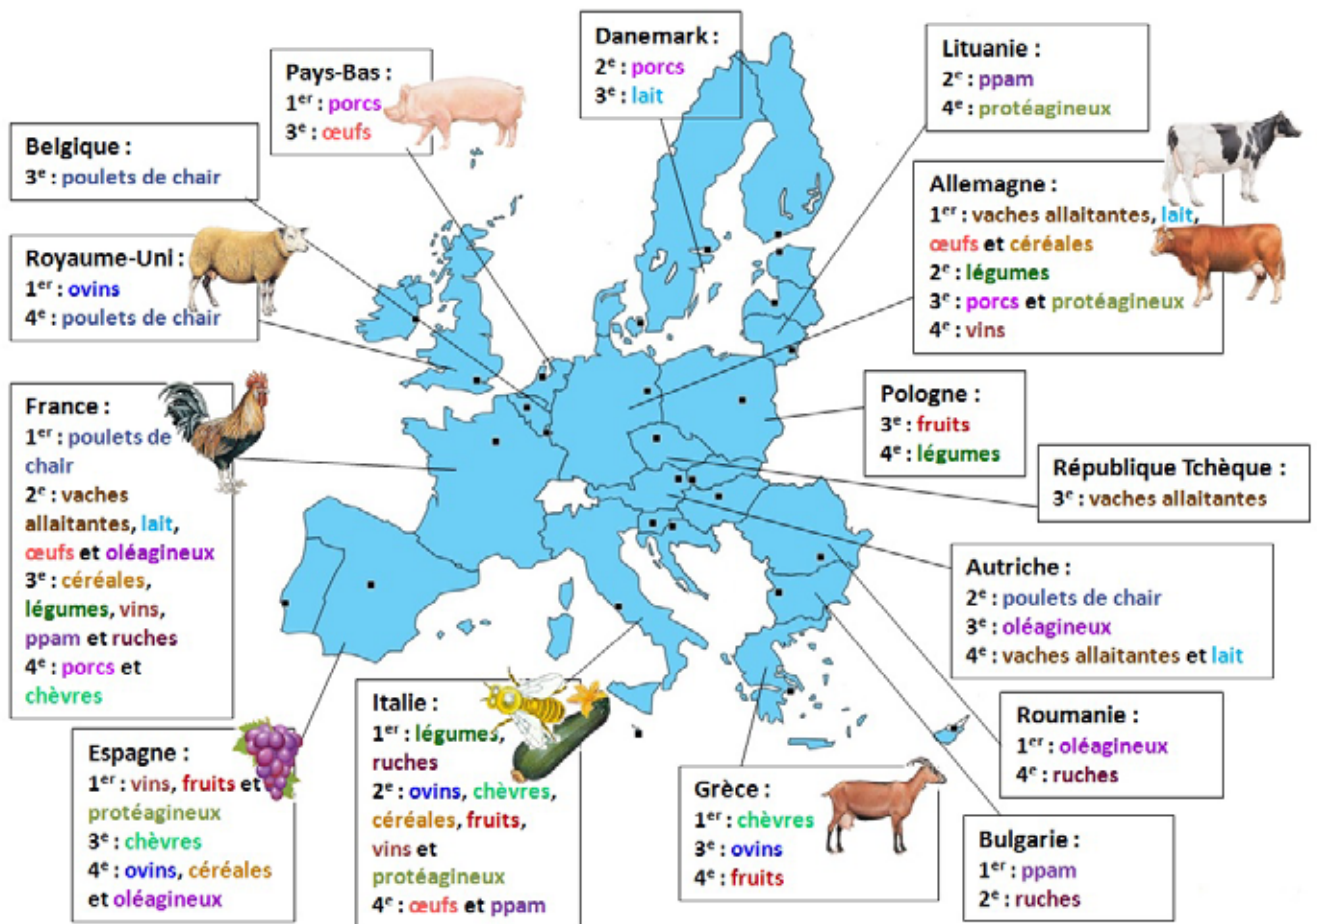 Danemark :
2e : porcs
3e : lait
Lituanie :
2e : ppam
4e : protéagineux
Pays-Bas :
1er : porcs
3e : œufs
Belgique :
3e : poulets de chair
Allemagne :
1er : vaches allaitantes, lait,
œufs et céréales
2e : légumes
3e : porcs et protéagineux
4e : vins
Royaume-Uni :
1er : ovins
4e : poulets de chair
France :
1er : poulets de
chair
2e : vaches
allaitantes, lait,
œufs et oléagineux
3e : céréales,
légumes, vins,
ppam et ruches
4e : porcs et
chèvres
Pologne :
3e : fruits
4e : légumes
République Tchèque :
3e : vaches allaitantes
Autriche :
2e : poulets de chair
3e : oléagineux
4e : vaches allaitantes et lait
Espagne :
1er : vins, fruits et
protéagineux
3e : chèvres
4e : ovins, céréales
et oléagineux
Italie :
1er : légumes,
ruches
2e : ovins, chèvres,
céréales, fruits,
vins et
protéagineux
4e : œufs et ppam
Grèce :
1er : chèvres
3e : ovins
4e : fruits
Roumanie :
1er : oléagineux
4e : ruches
Bulgarie :
1er : ppam
2e : ruches